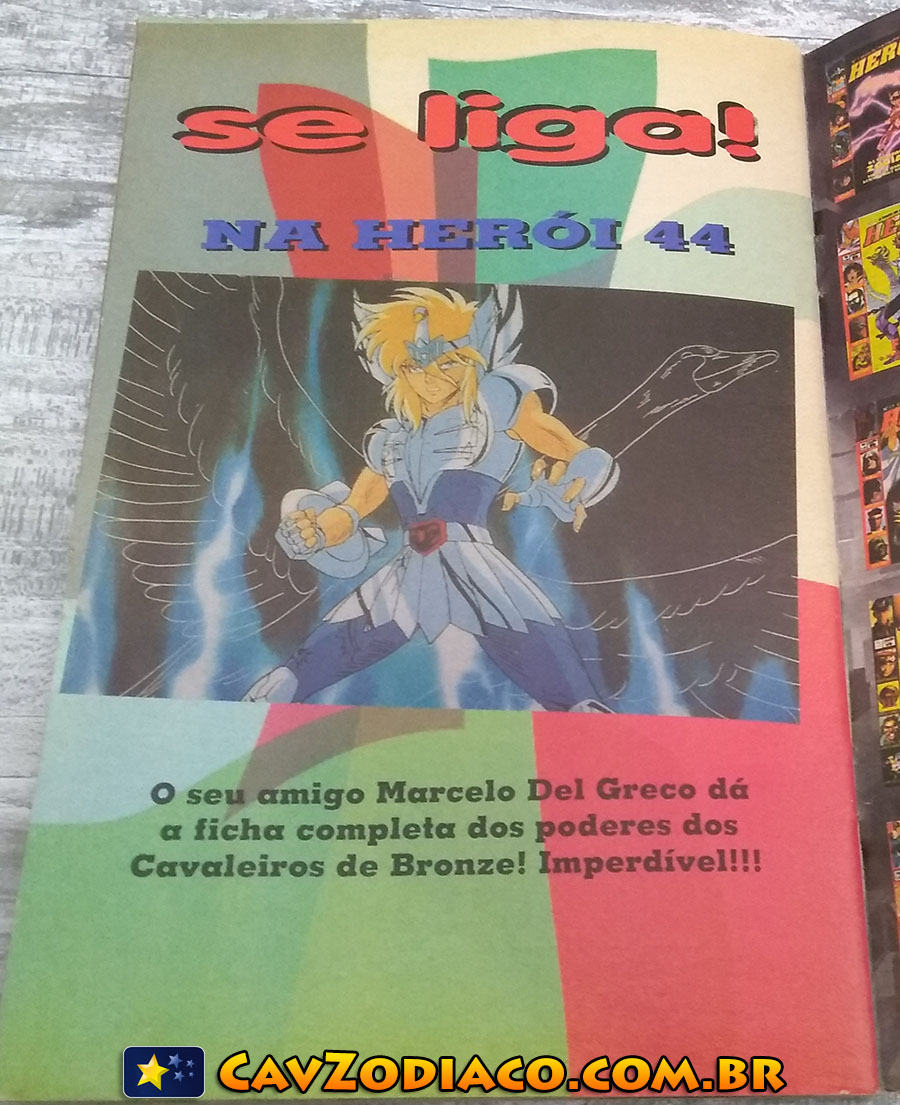 se liga!
NA HERÓI 44
O seu amigo Marcelo Del Greco dá
a ficha completa dos poderes dos
Cavaleiros de Bronze! Imperdível!!!
CAVZODIACO.COM.BR